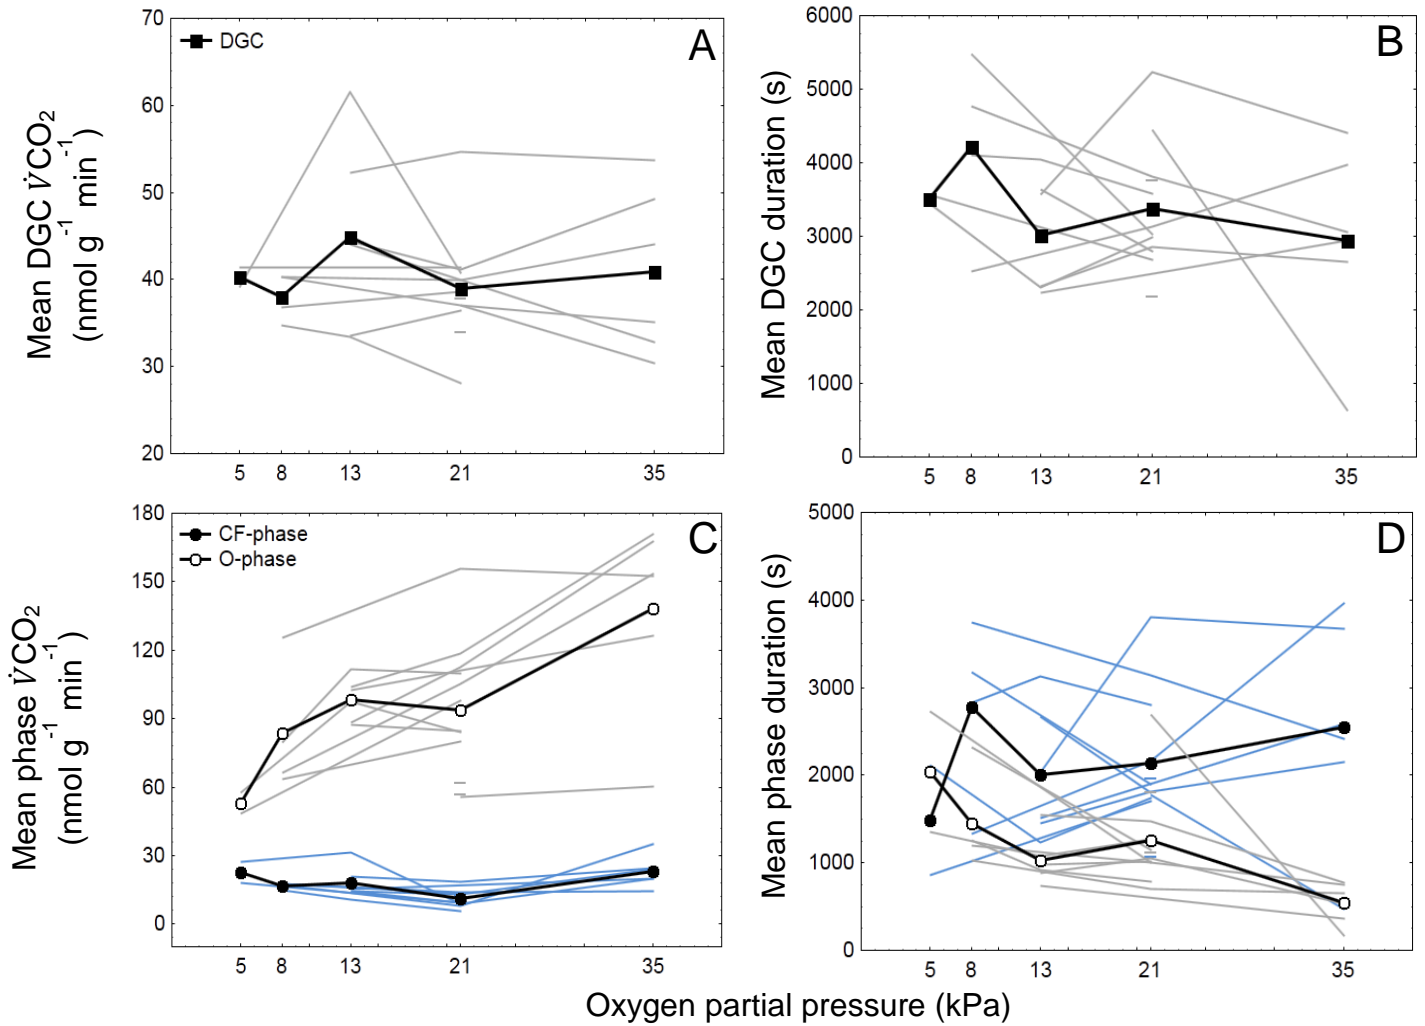 A
DGC
Mean DGC V̇CO₂
(nmol g⁻¹ min⁻¹)
70
60
50
40
30
20
5 8 13 21 35
B
Mean DGC duration (s)
6000
5000
4000
3000
2000
1000
0
5 8 13 21 35
C
CF-phase
O-phase
Mean phase V̇CO₂
(nmol g⁻¹ min⁻¹)
180
150
120
90
60
30
0
5 8 13 21 35
D
Mean phase duration (s)
5000
4000
3000
2000
1000
0
5 8 13 21 35
Oxygen partial pressure (kPa)